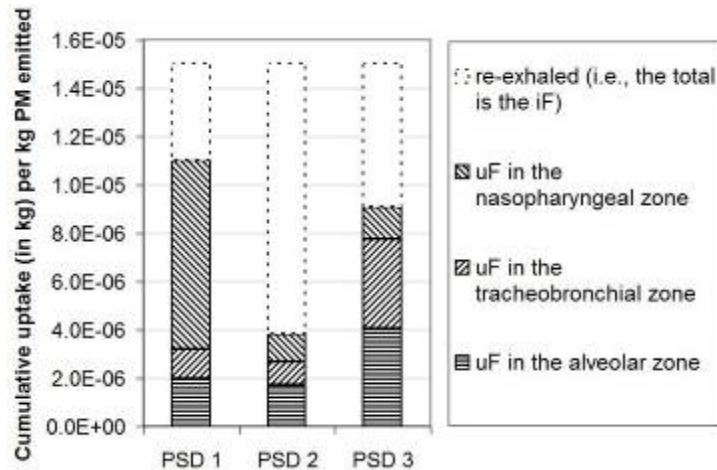 Cumulative uptake (in kg) per kg PM emitted
1.6E-05
1.4E-05
1.2E-05
1.0E-05
8.0E-06
6.0E-06
4.0E-06
2.0E-06
0.0E+00
PSD 1
PSD 2
PSD 3
re-exhaled (i.e., the total
is the iF)
uF in the
nasopharyngeal zone
uF in the
tracheobronchial zone
uF in the alveolar zone